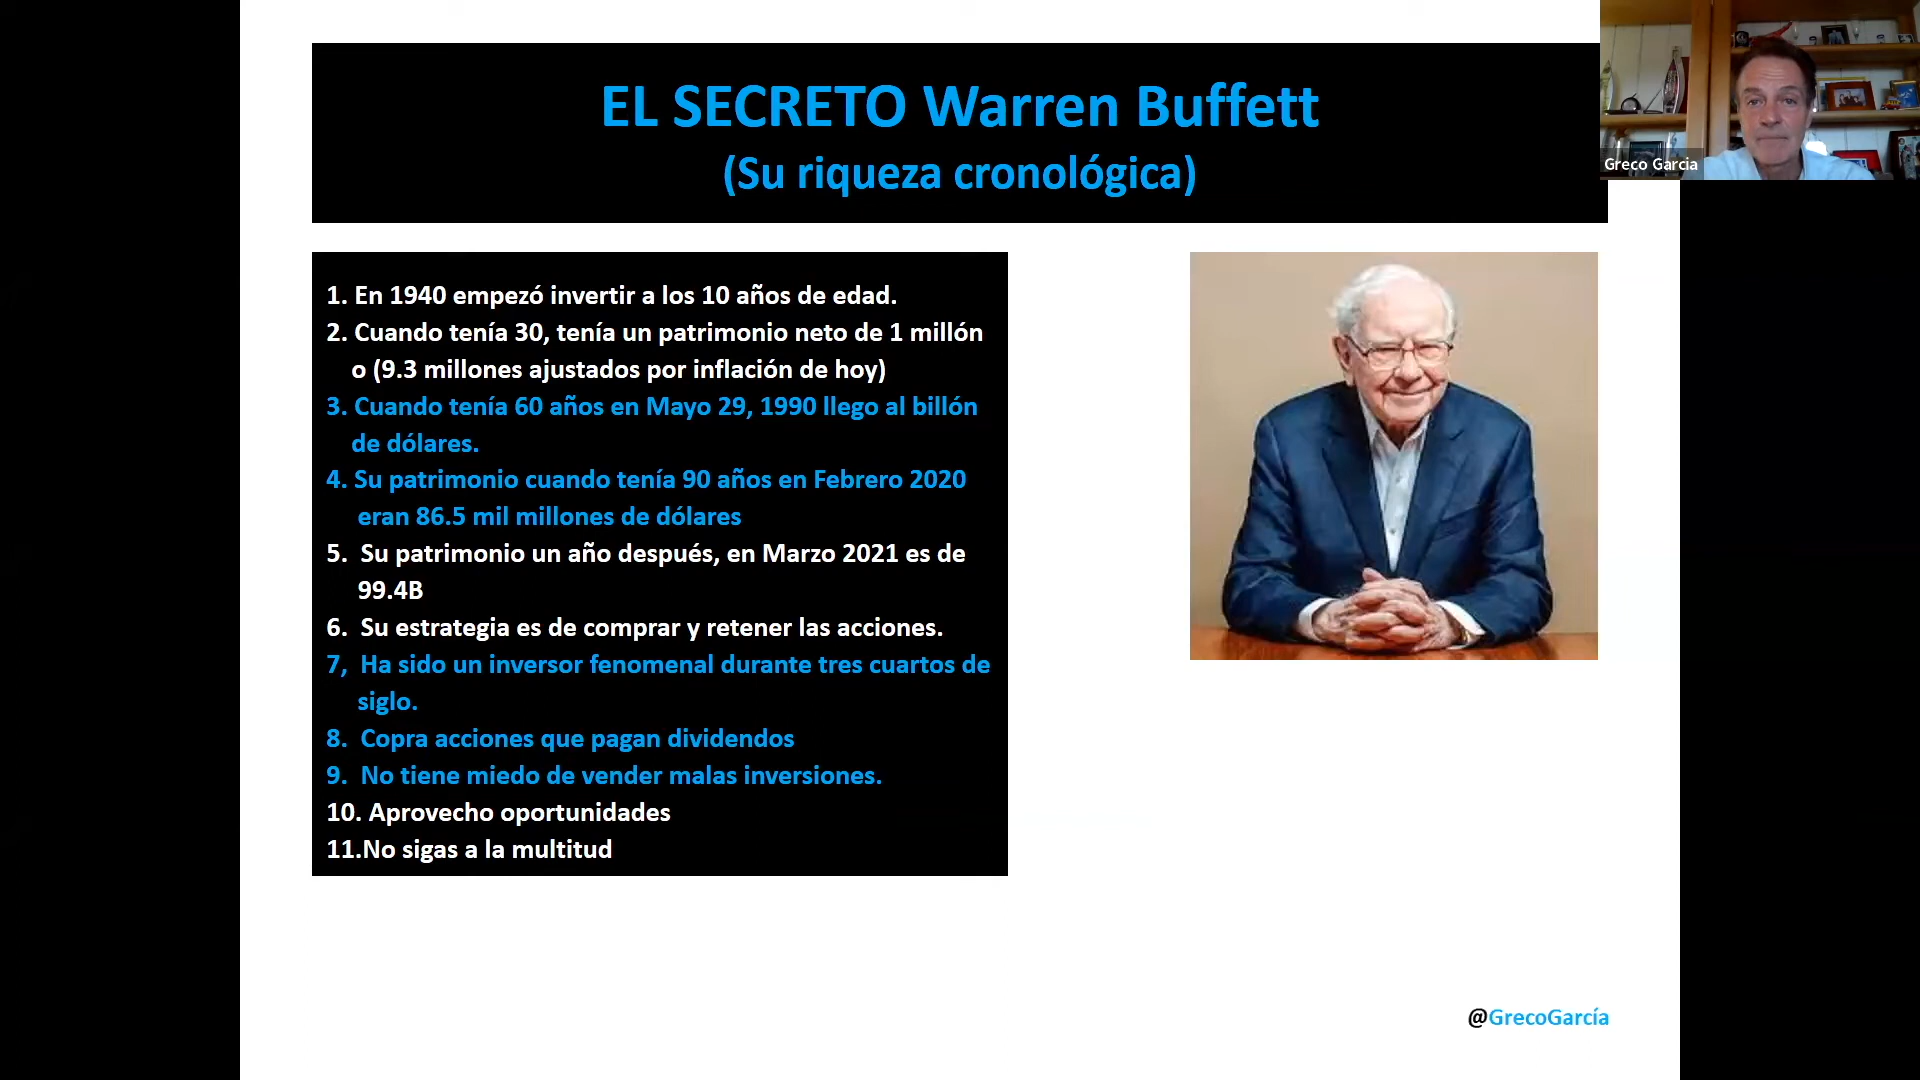 EL SECRETO Warren Buffett
(Su riqueza cronológica)
Greco Garcia
1. En 1940 empezó invertir a los 10 años de edad.
2. Cuando tenía 30, tenía un patrimonio neto de 1 millón
o (9.3 millones ajustados por inflación de hoy)
3. Cuando tenía 60 años en Mayo 29, 1990 llego al billón
de dólares.
4. Su patrimonio cuando tenía 90 años en Febrero 2020
eran 86.5 mil millones de dólares
5. Su patrimonio un año después, en Marzo 2021 es de
99.4B
6. Su estrategia es de comprar y retener las acciones.
7, Ha sido un inversor fenomenal durante tres cuartos de
siglo.
8. Copra acciones que pagan dividendos
9. No tiene miedo de vender malas inversiones.
10. Aprovecho oportunidades
11.No sigas a la multitud
@GrecoGarcía